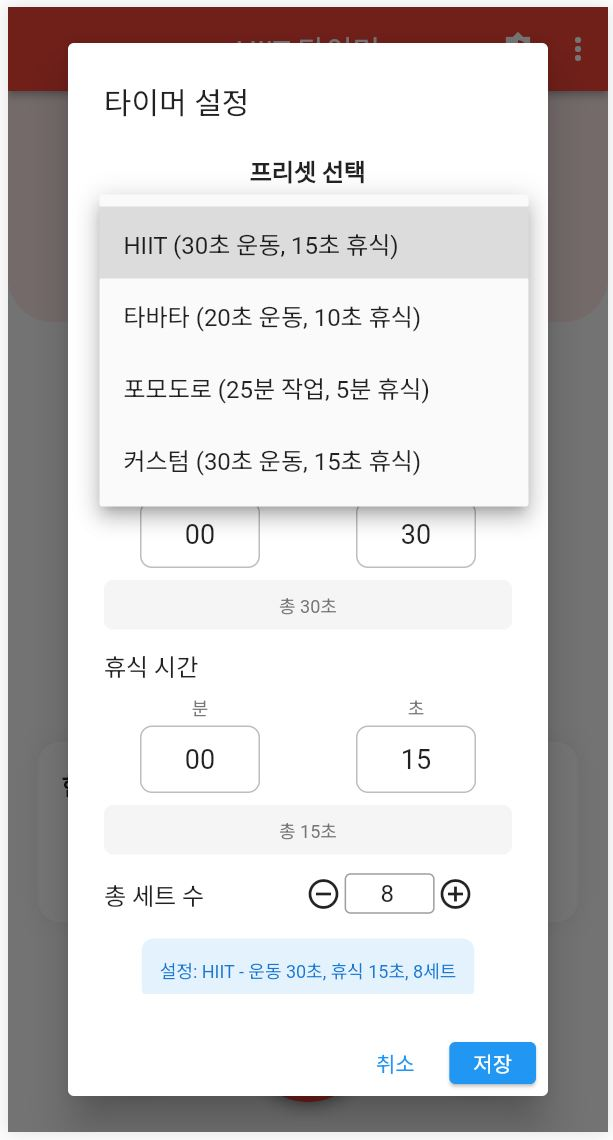 타이머 설정
프리셋 선택
HIIT (30초 운동, 15초 휴식)
타바타 (20초 운동, 10초 휴식)
포모도로 (25분 작업, 5분 휴식)
커스텀 (30초 운동, 15초 휴식)
00 30
총 30초
휴식 시간
분 초
00 15
총 15초
총 세트 수 8
설정: HIIT - 운동 30초, 휴식 15초, 8세트
취소 저장